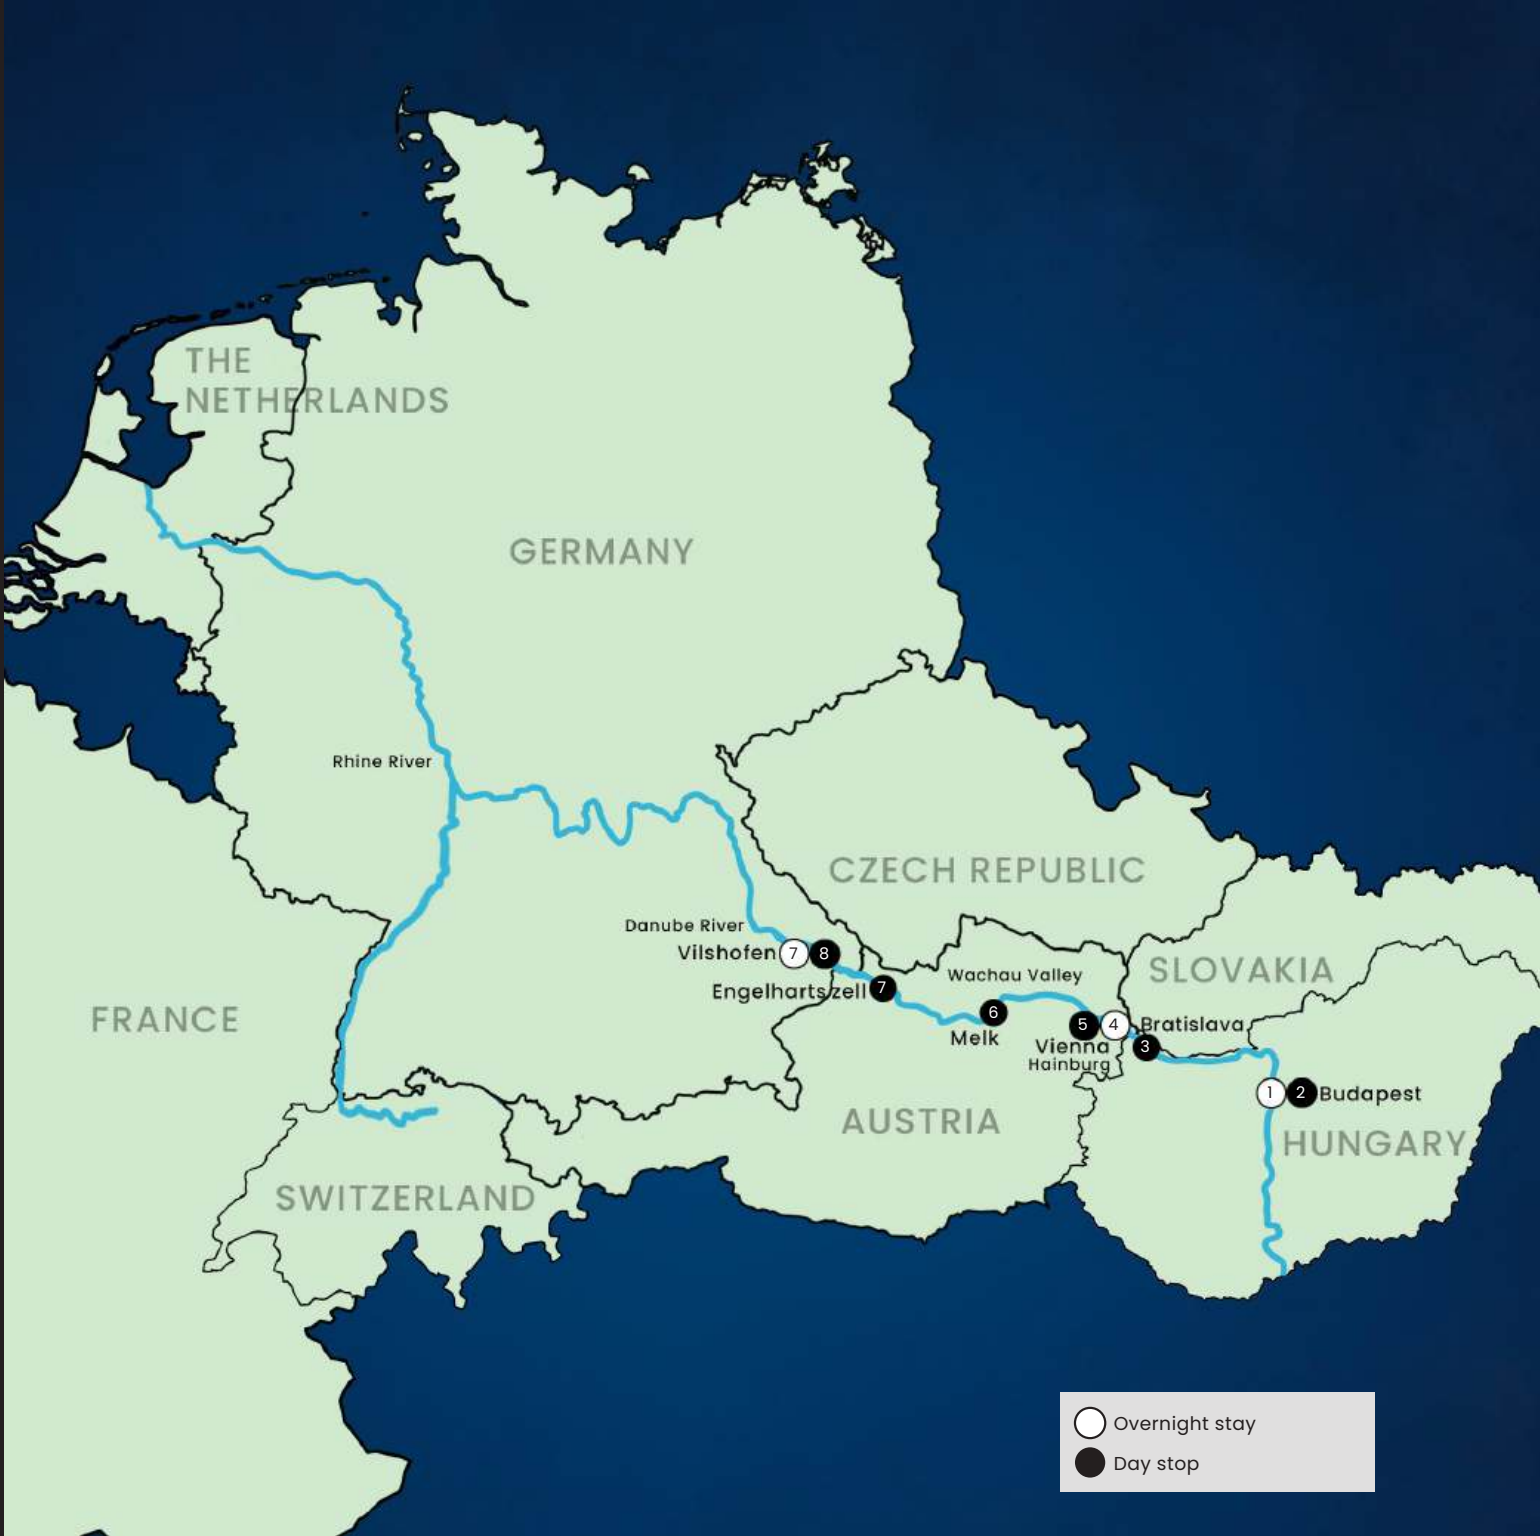 THE
NETHERLANDS
GERMANY
Rhine River
CZECH REPUBLIC
Danube River
Vilshofen 7 8
Engelhartszell 7
Wachau Valley
SLOVAKIA
FRANCE
6
Melk
5 4 Bratislava
Vienna 3
Hainburg
1 2 Budapest
AUSTRIA
HUNGARY
SWITZERLAND
Overnight stay
Day stop